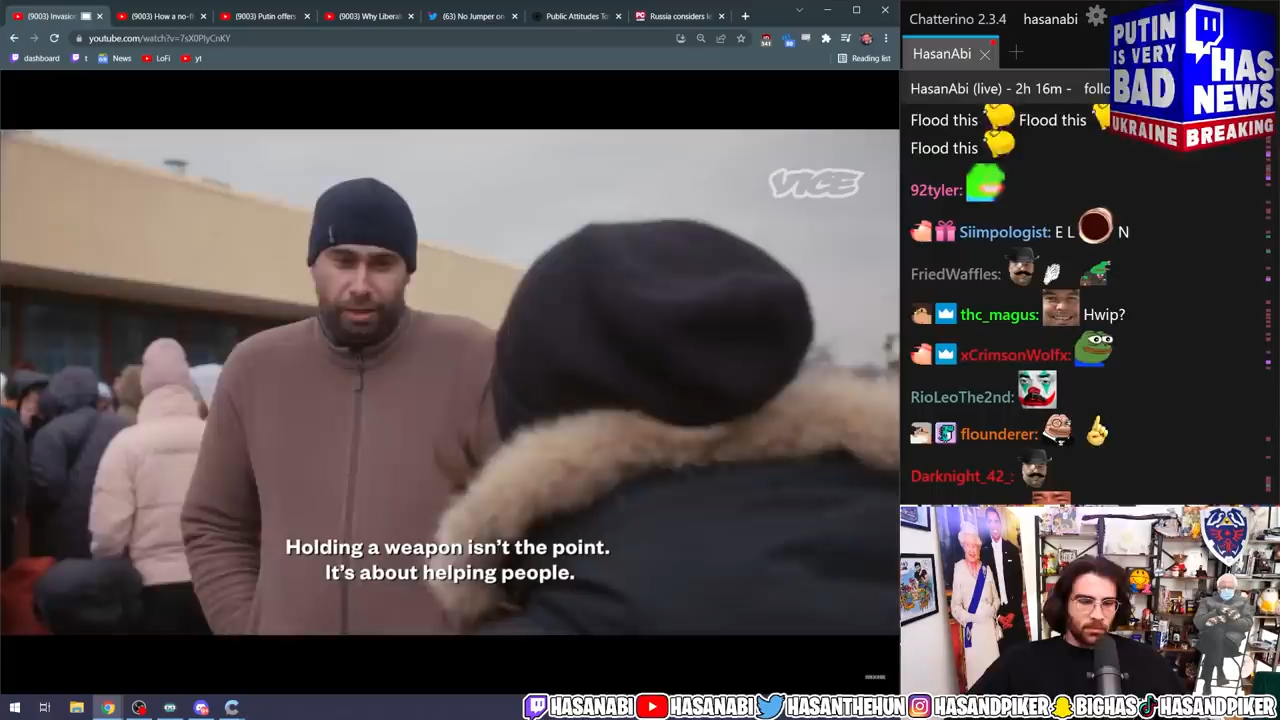 (9003) Invasio
(9003) How a no-fl
(9003) Putin offers
(9003) Why Liberal
(63) No Jumper on
Public Attitudes To
Russia considers le
youtube.com/watch?v=7sX0PlyCnKY
dashboard
t
News
LoFi
yt
Reading list
VICE
Holding a weapon isn't the point.
It's about helping people.
Chatterino 2.3.4
hasanabi
HasanAbi
HasanAbi (live) - 2h 16m - follo
PUTIN
IS VERY
BAD
HAS
NEWS
UKRAINE BREAKING
Flood this Flood this
Flood this
92tyler:
Siimpologist: E L N
FriedWaffles:
thc_magus: Hwip?
xCrimsonWolfx:
RioLeoThe2nd:
flounderer:
Darknight_42_:
HASANABI HASANABI HASANTHEHUN HASANDPIKER BIGHAS HASANDPIKER